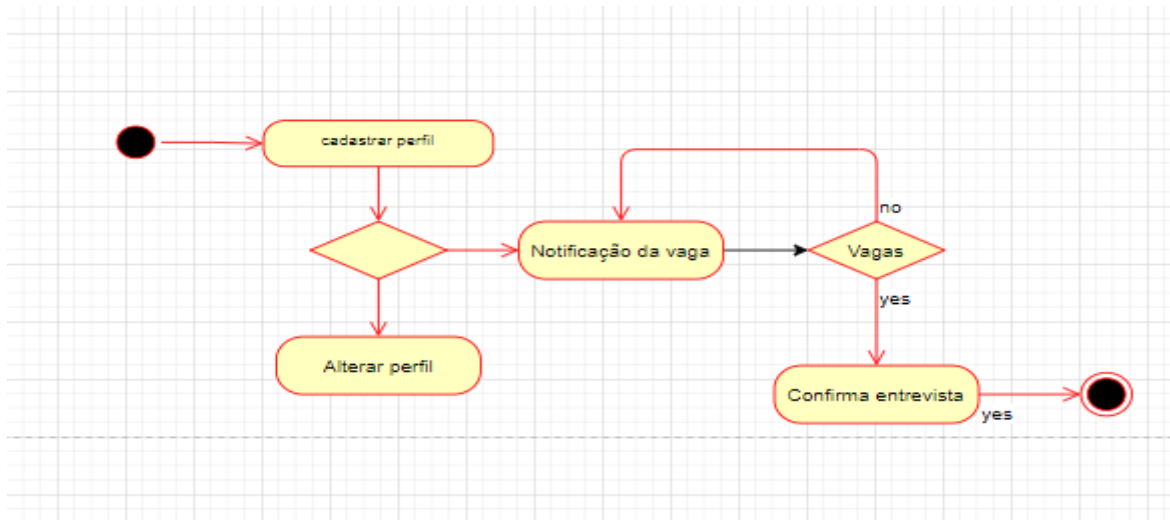 cadastrar perfil
no
Notificação da vaga
Vagas
yes
Alterar perfil
Confirma entrevista
yes